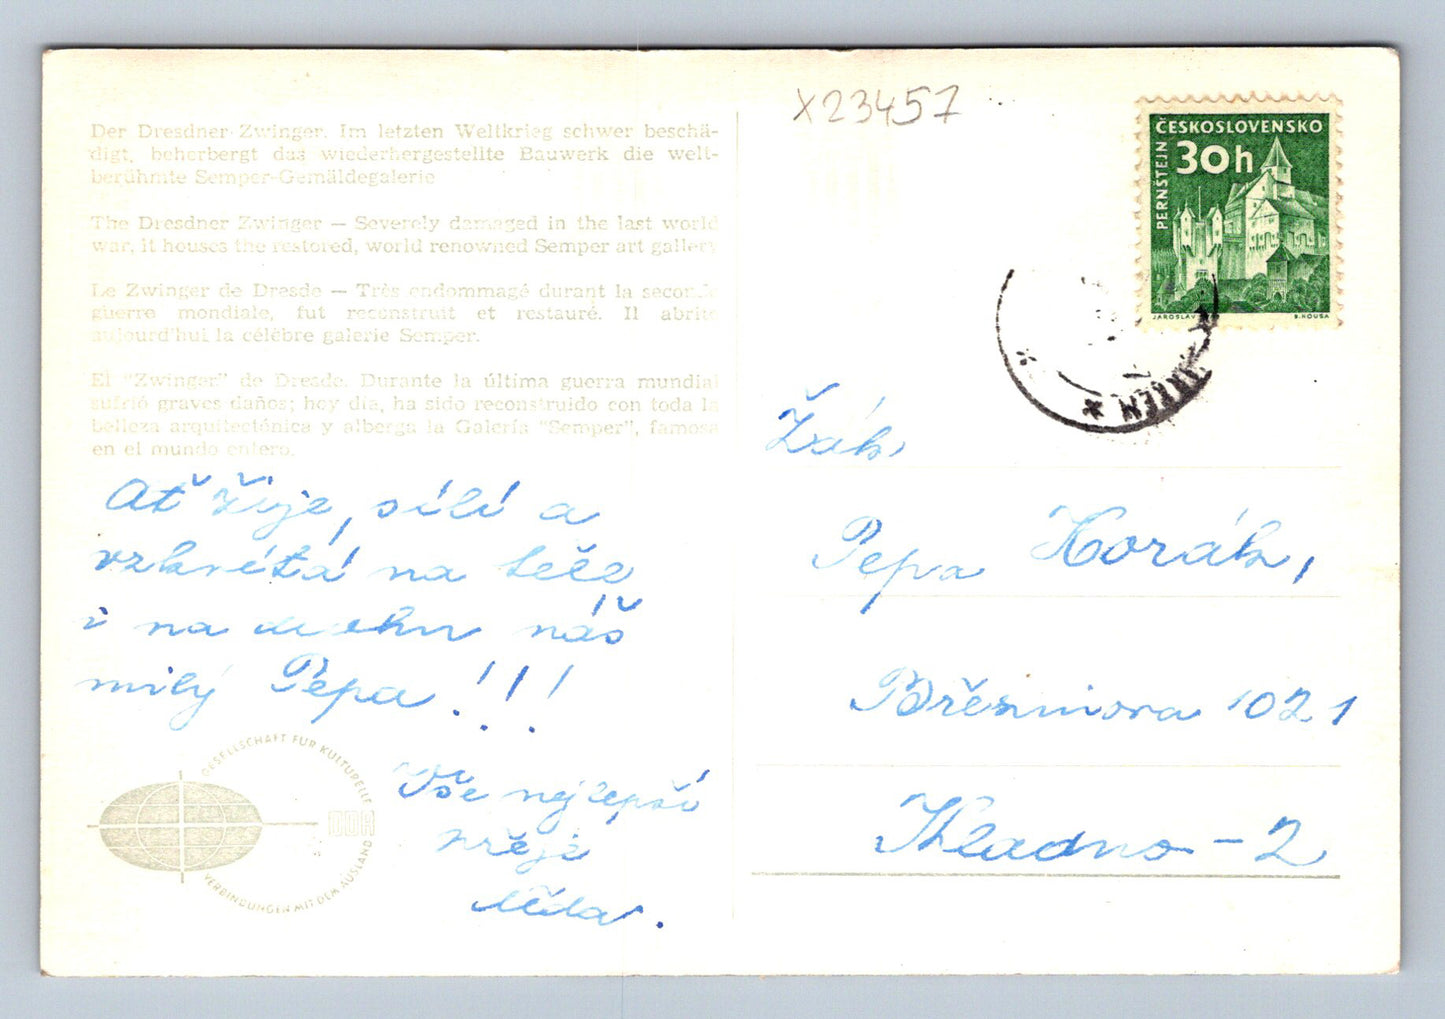 X23457
Der Dresdner Zwinger. Im letzten Weltkrieg schwer beschä-
digt, beherbergt das wiederhergestellte Bauwerk die welt-
berühmte Semper-Gemäldegalerie
The Dresdner Zwinger — Severely damaged in the last world
war, it houses the restored, world renowned Semper art gallery
Le Zwinger de Dresde — Très endommagé durant la seconde
guerre mondiale, fut reconstruit et restauré. Il abrite
aujourd'hui la célèbre galerie Semper.
El "Zwinger" de Dresde. Durante la última guerra mundial
sufrió graves daños; hoy día, ha sido reconstruido con toda la
belleza arquitectónica y alberga la Galería "Semper", famosa
en el mundo entero.
Ať žije, sílí a
vzkvétá na těle
i na duchu náš
milý Pepa!!!
Vše nejlepší
přeje
Míla.
GESELLSCHAFT FÜR KULTURELLE
VERBINDUNGEN MIT DEM AUSLAND
DDR
ČESKOSLOVENSKO
30h
PERNŠTEJN
JAROSLAV
B. HOUSA
Žák
Pepa Horák,
Březinova 1021
Kladno-2